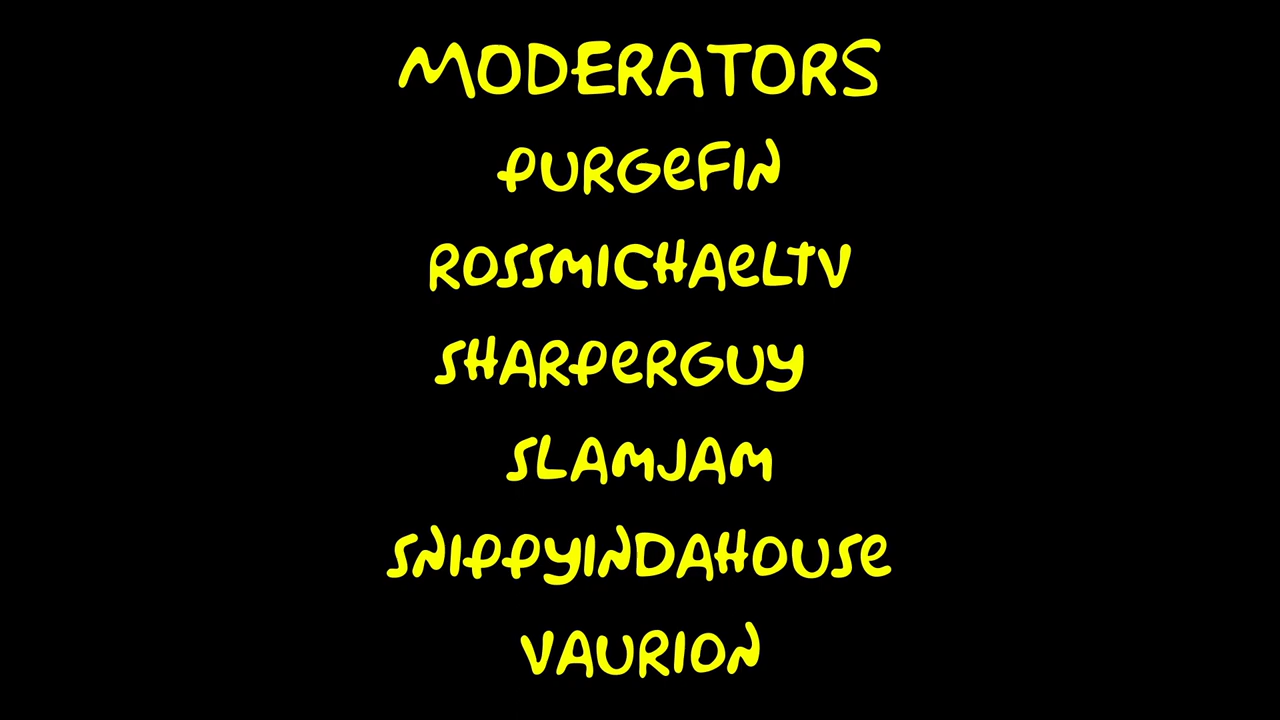 MODERATORS
PURGeFIN
ROSSMICHAeLTV
SHARPeRGUY
SLAMJAM
SNIPPYINDAHOUSe
VAURION